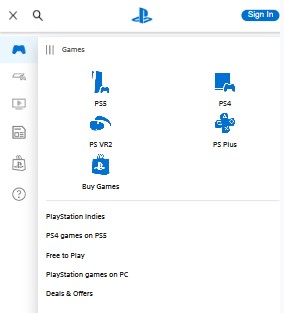 Sign In
Games
PS5
PS4
PS VR2
PS Plus
Buy Games
PlayStation Indies
PS4 games on PS5
Free to Play
PlayStation games on PC
Deals & Offers